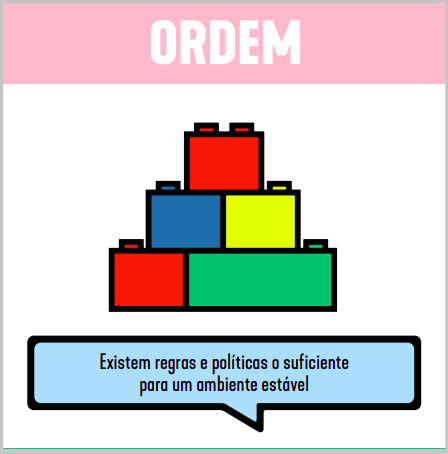 ORDEM
Existem regras e políticas o suficiente
para um ambiente estável